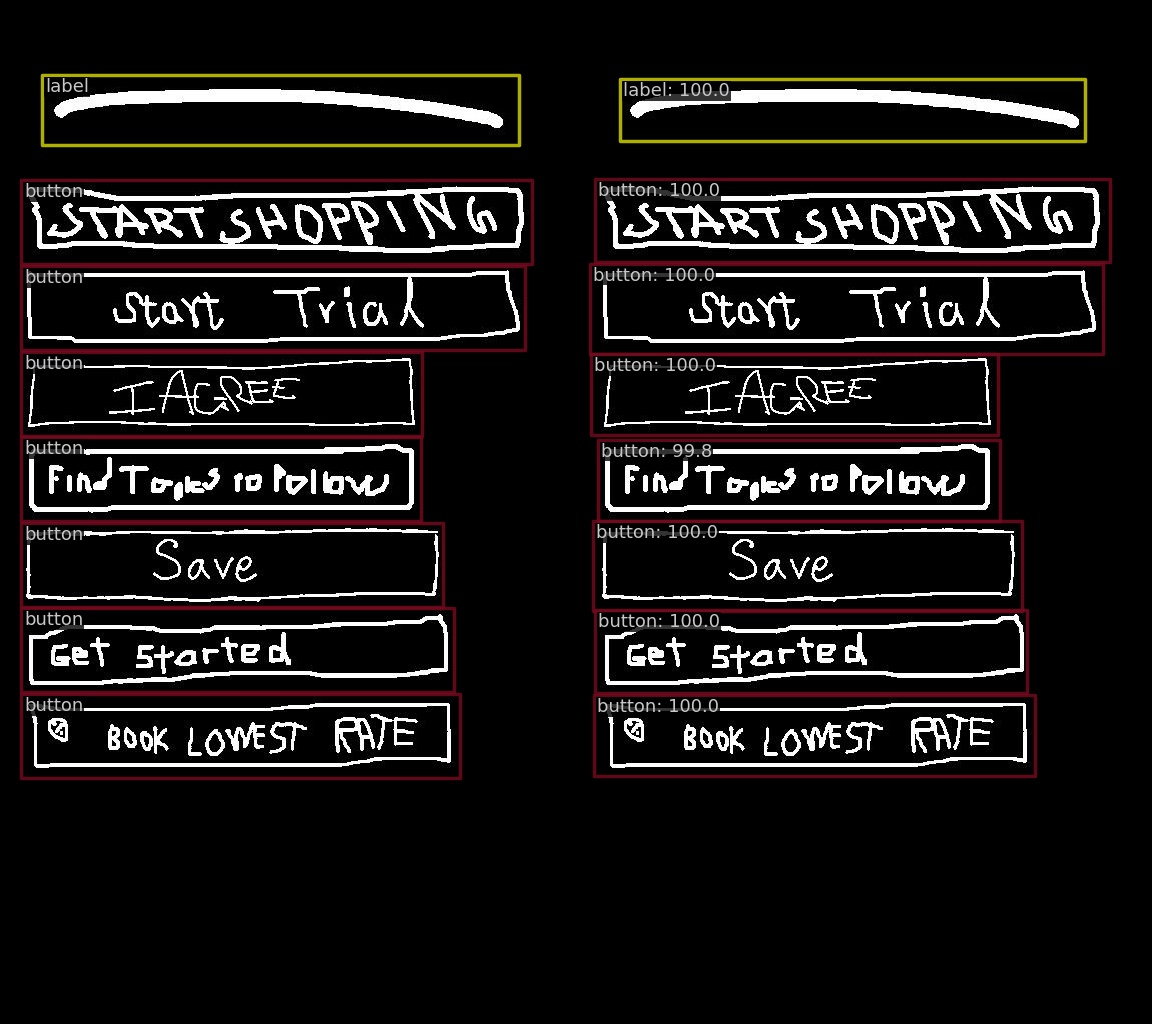 label label: 100.0
button button: 100.0
START SHOPPING START SHOPPING
button button: 100.0
Start Trial Start Trial
button button: 100.0
I AGREE I AGREE
button button: 99.8
Find Topics to Follow Find Topics to Follow
button button: 100.0
Save Save
button button: 100.0
Get Started Get Started
button button: 100.0
% BOOK LOWEST RATE % BOOK LOWEST RATE